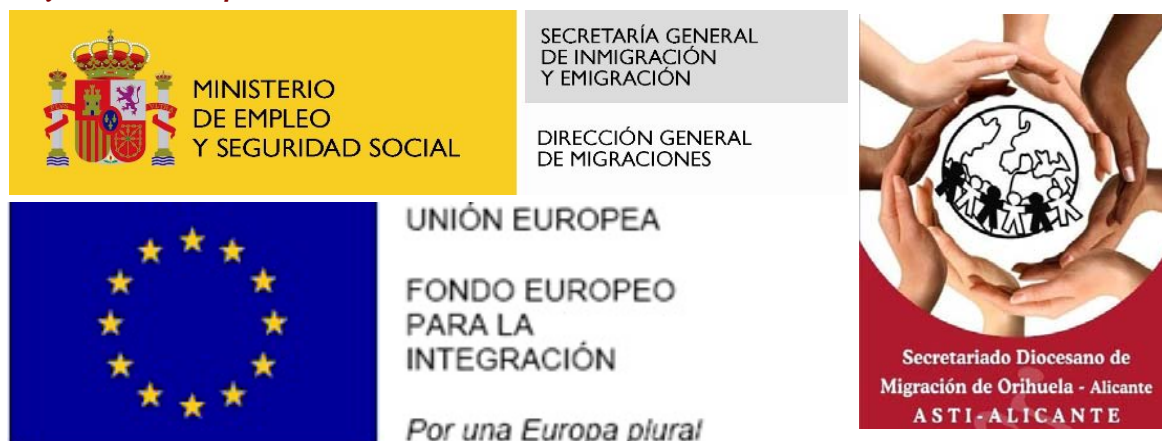 MINISTERIO
DE EMPLEO
Y SEGURIDAD SOCIAL
SECRETARÍA GENERAL
DE INMIGRACIÓN
Y EMIGRACIÓN
DIRECCIÓN GENERAL
DE MIGRACIONES
UNIÓN EUROPEA
FONDO EUROPEO
PARA LA
INTEGRACIÓN
Por una Europa plural
Secretariado Diocesano de
Migración de Orihuela - Alicante
ASTI-ALICANTE